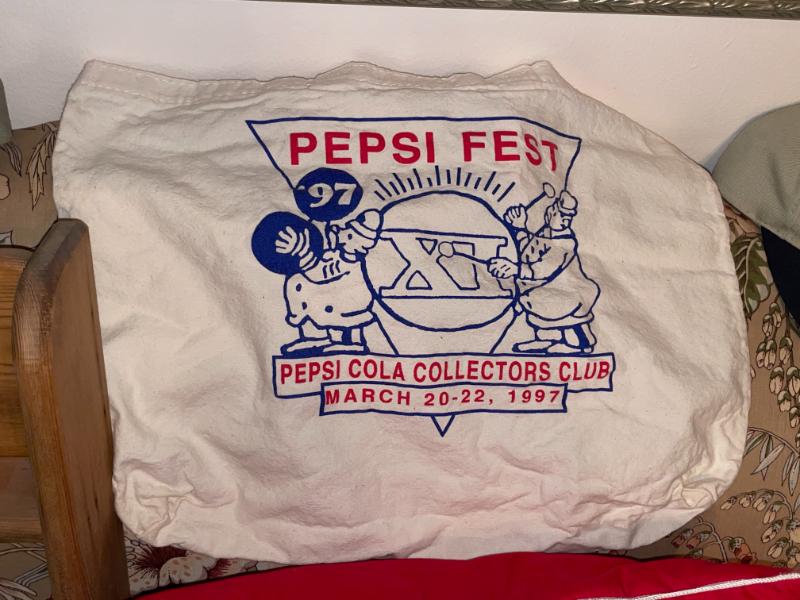 PEPSI FEST
'97
XI
PEPSI COLA COLLECTORS CLUB
MARCH 20-22, 1997